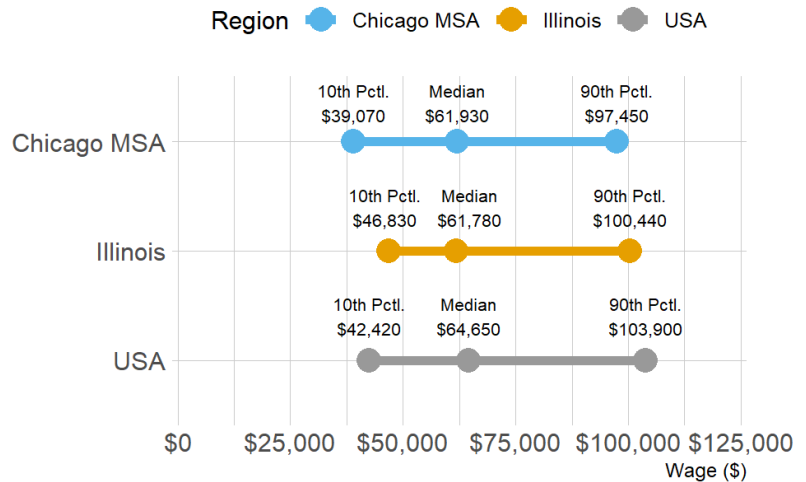 Region Chicago MSA Illinois USA
10th Pctl. Median 90th Pctl.
$39,070 $61,930 $97,450
Chicago MSA
10th Pctl. Median 90th Pctl.
$46,830 $61,780 $100,440
Illinois
10th Pctl. Median 90th Pctl.
$42,420 $64,650 $103,900
USA
$0 $25,000 $50,000 $75,000 $100,000 $125,000
Wage ($)